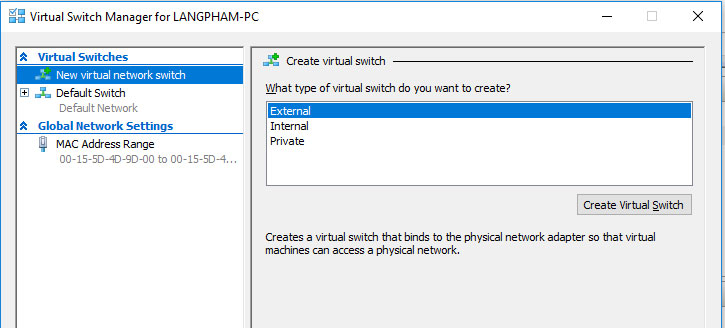 Virtual Switch Manager for LANGPHAM-PC
Virtual Switches
New virtual network switch
Default Switch
Default Network
Global Network Settings
MAC Address Range
00-15-5D-4D-9D-00 to 00-15-5D-4...
Create virtual switch
What type of virtual switch do you want to create?
External
Internal
Private
Create Virtual Switch
Creates a virtual switch that binds to the physical network adapter so that virtual
machines can access a physical network.